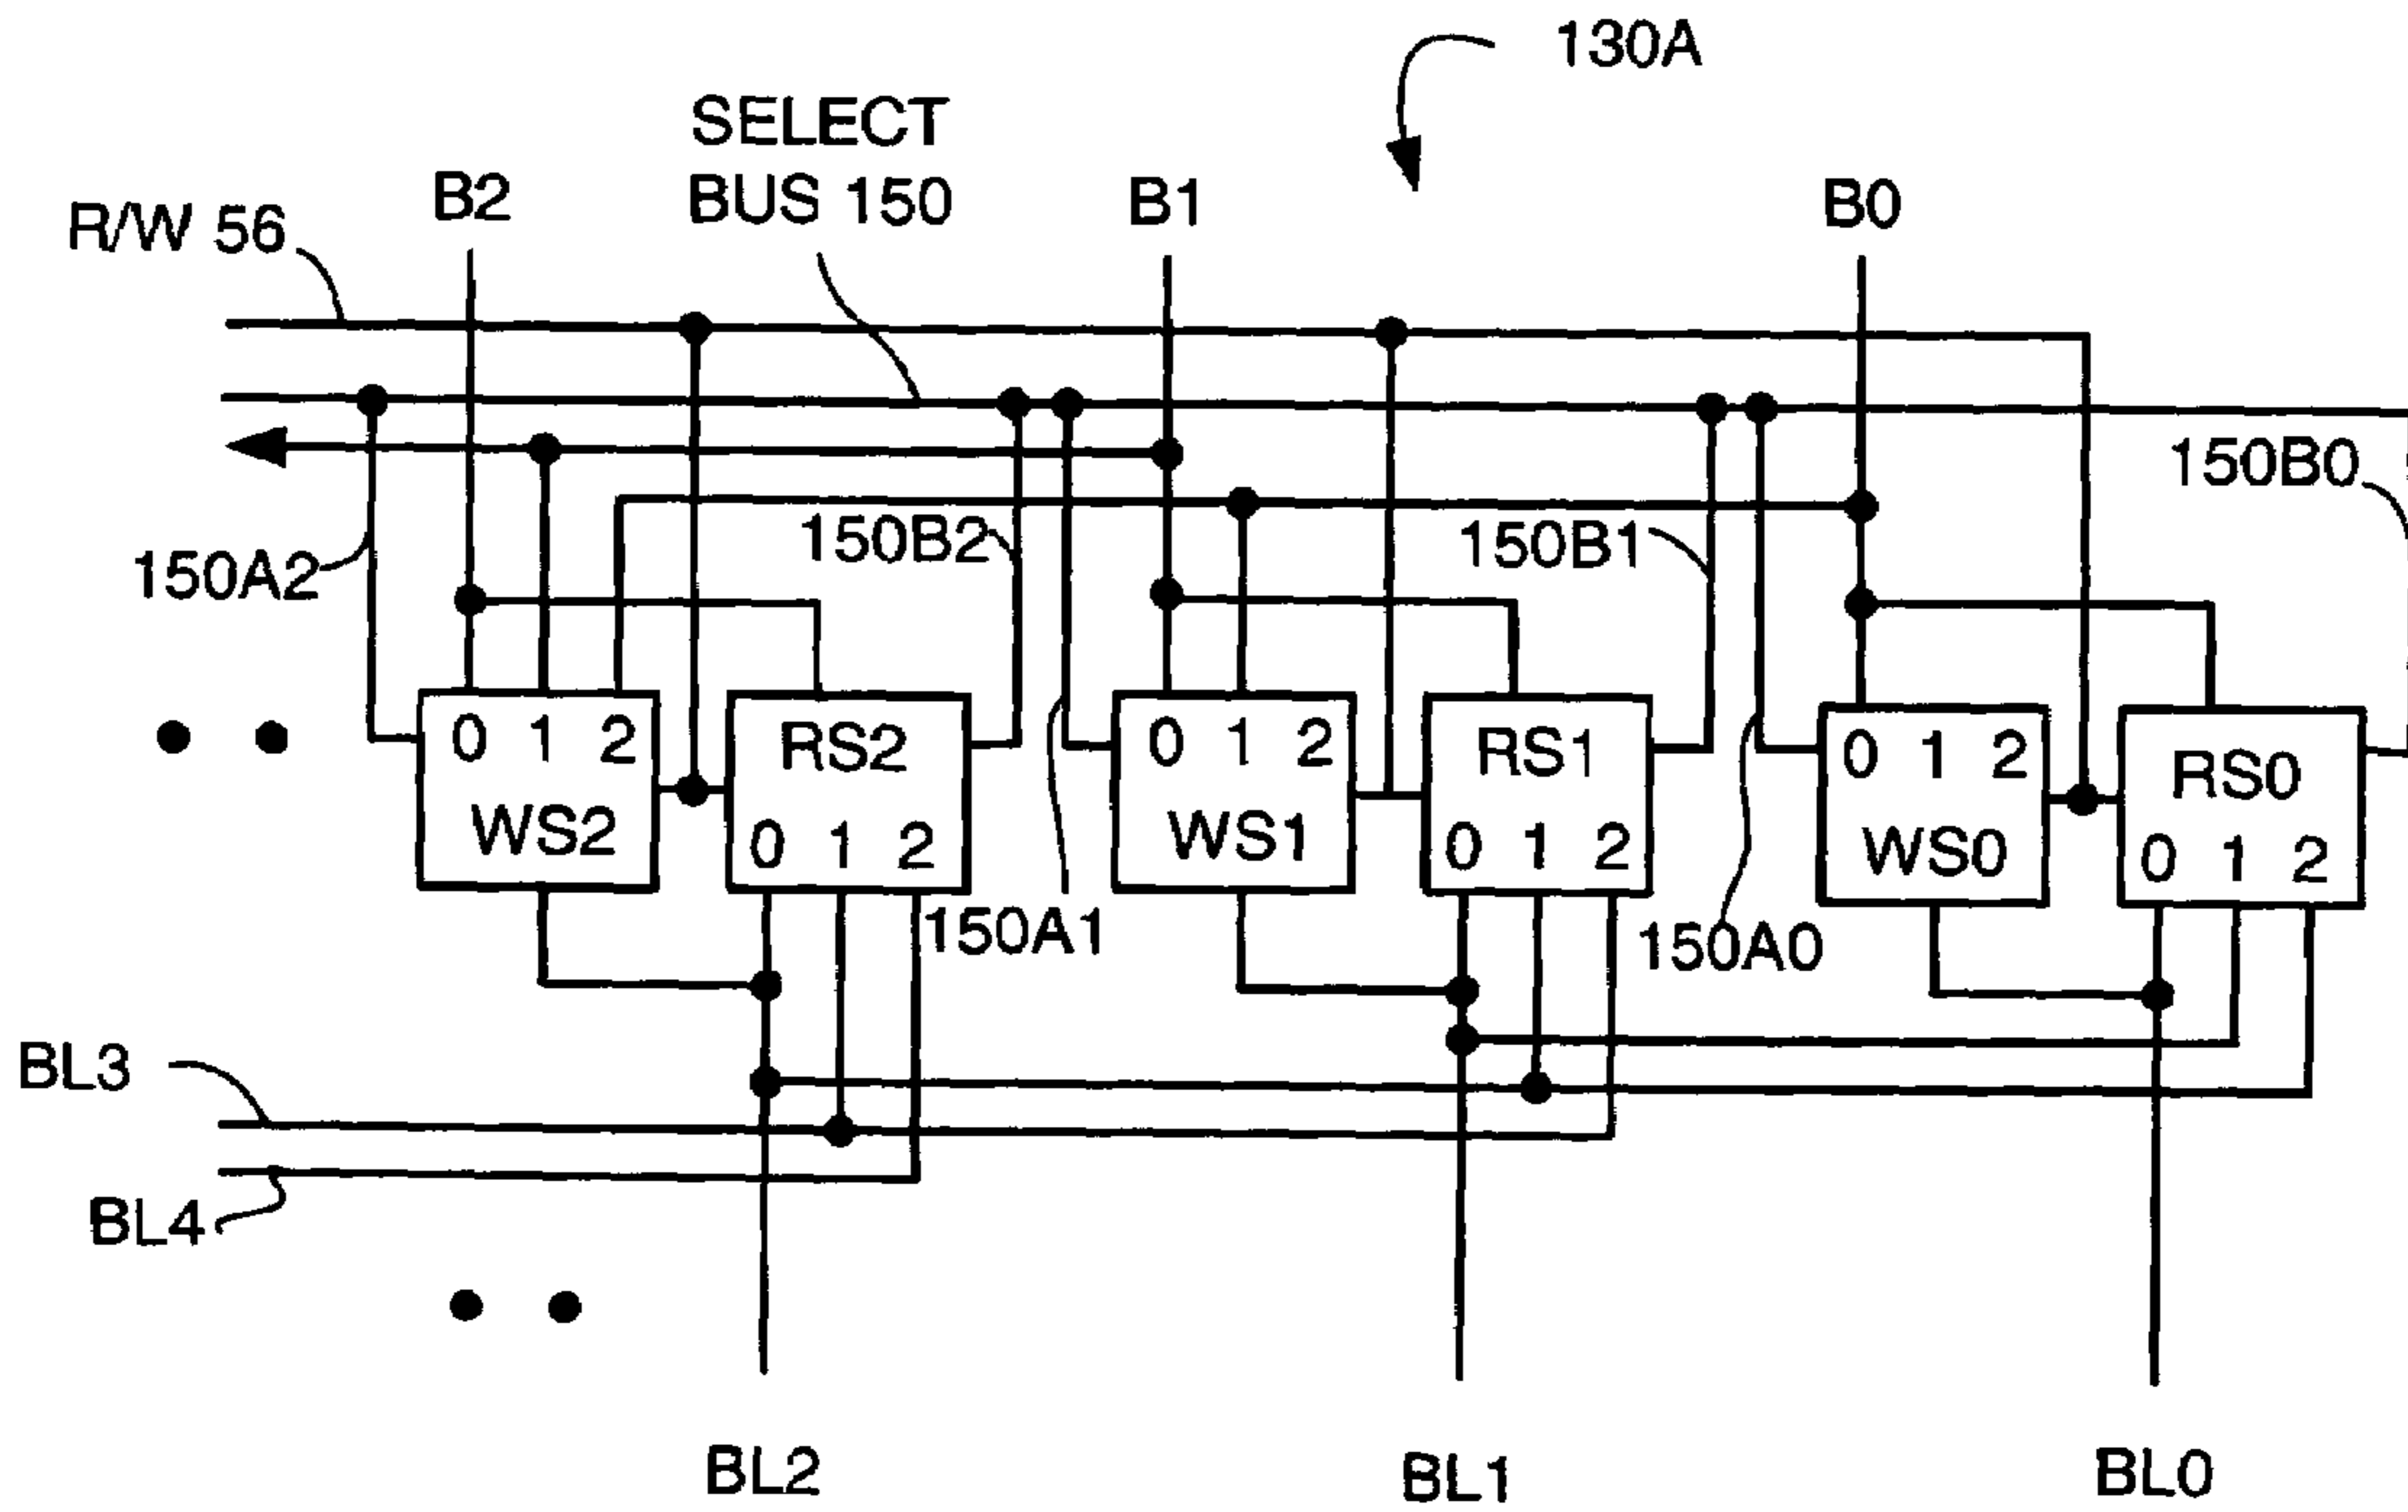 130A
SELECT
BUS 150
R/W 56
B2
B1
B0
150B0
150A2
150B2
150B1
0 1 2
WS2
RS2
0 1 2
0 1 2
WS1
RS1
0 1 2
0 1 2
WS0
RS0
0 1 2
150A1
150A0
BL3
BL4
BL2
BL1
BL0